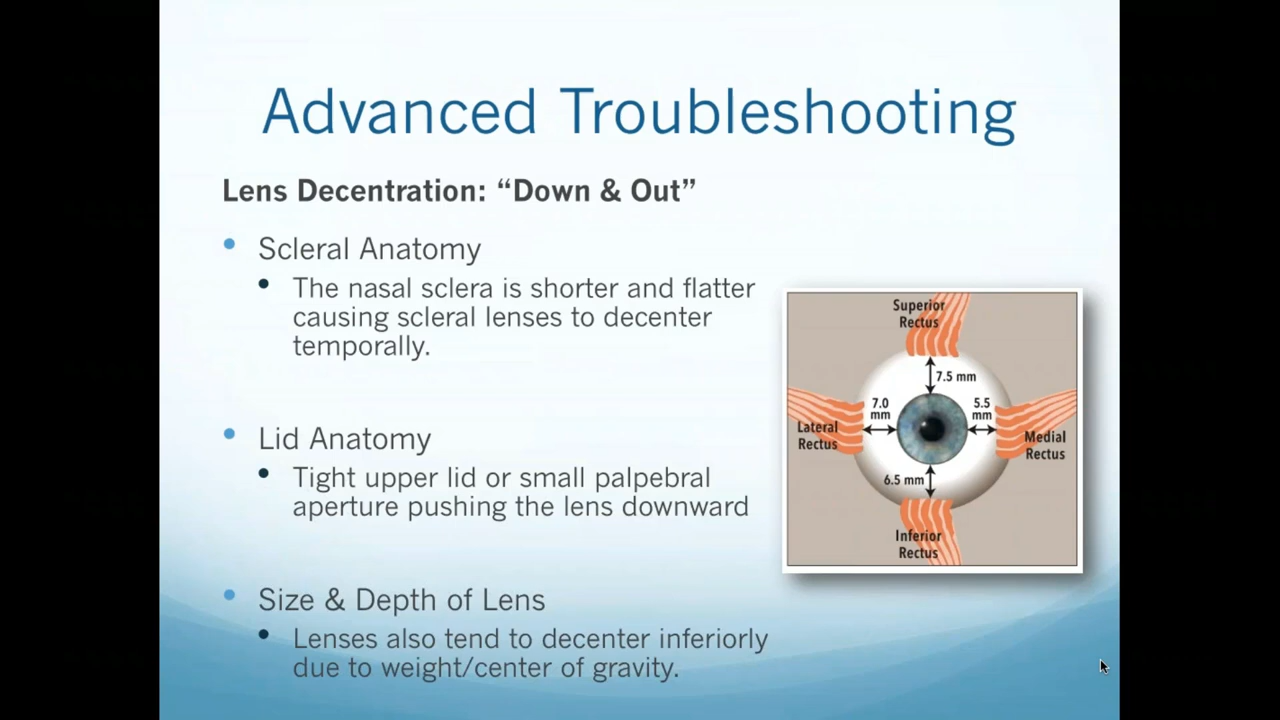 Advanced Troubleshooting
Lens Decentration: “Down & Out”
• Scleral Anatomy
• The nasal sclera is shorter and flatter
causing scleral lenses to decenter
temporally.
• Lid Anatomy
• Tight upper lid or small palpebral
aperture pushing the lens downward
• Size & Depth of Lens
• Lenses also tend to decenter inferiorly
due to weight/center of gravity.
Superior
Rectus
7.5 mm
7.0
mm
5.5
mm
Lateral
Rectus
Medial
Rectus
6.5 mm
Inferior
Rectus